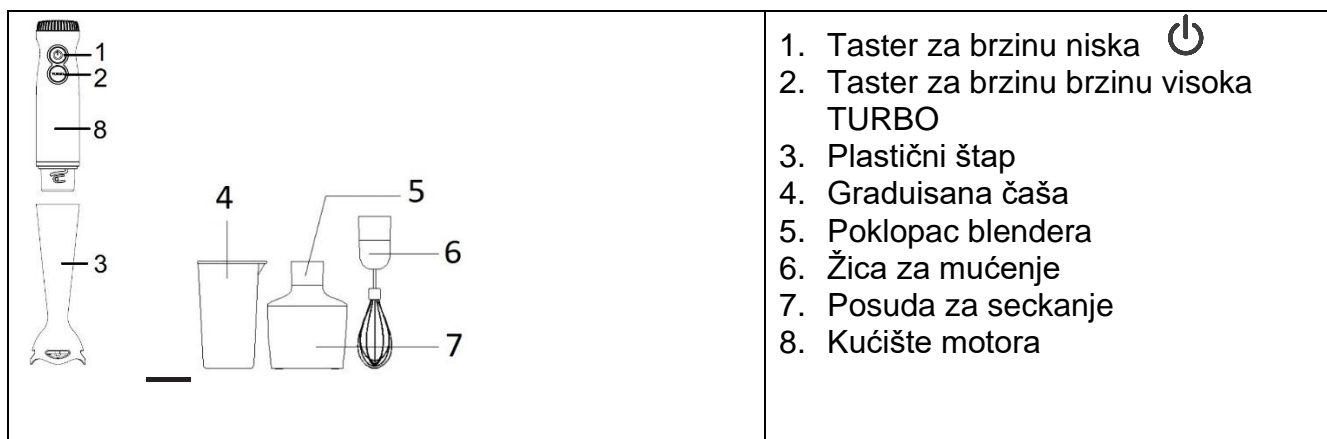 1
2
8
3
4
5
6
7
1. Taster za brzinu niska
2. Taster za brzinu brzinu visoka
TURBO
3. Plastični štap
4. Graduisana čaša
5. Poklopac blendera
6. Žica za mućenje
7. Posuda za seckanje
8. Kućište motora